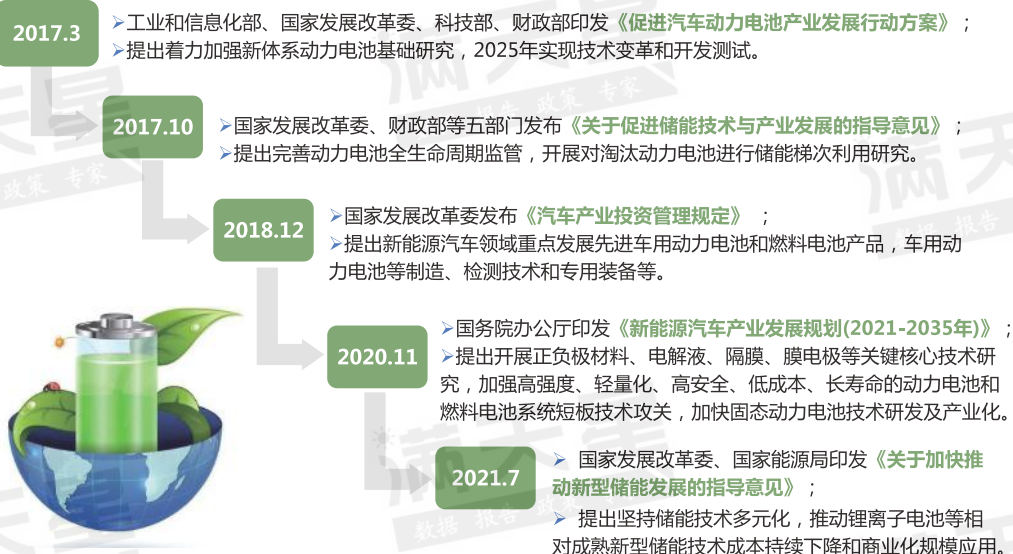 2017.3
➢工业和信息化部、国家发展改革委、科技部、财政部印发《促进汽车动力电池产业发展行动方案》；
➢提出着力加强新体系动力电池基础研究，2025年实现技术变革和开发测试。
2017.10
➢国家发展改革委、财政部等五部门发布《关于促进储能技术与产业发展的指导意见》；
➢提出完善动力电池全生命周期监管，开展对淘汰动力电池进行储能梯次利用研究。
2018.12
➢国家发展改革委发布《汽车产业投资管理规定》 ；
➢提出新能源汽车领域重点发展先进车用动力电池和燃料电池产品，车用动
力电池等制造、检测技术和专用装备等。
2020.11
➢国务院办公厅印发《新能源汽车产业发展规划(2021-2035年)》；
➢提出开展正负极材料、电解液、隔膜、膜电极等关键核心技术研
究，加强高强度、轻量化、高安全、低成本、长寿命的动力电池和
燃料电池系统短板技术攻关，加快固态动力电池技术研发及产业化。
2021.7
➢ 国家发展改革委、国家能源局印发《关于加快推
动新型储能发展的指导意见》；
➢ 提出坚持储能技术多元化，推动锂离子电池等相
对成熟新型储能技术成本持续下降和商业化规模应用。
满天星
数据 报告 政策 专家